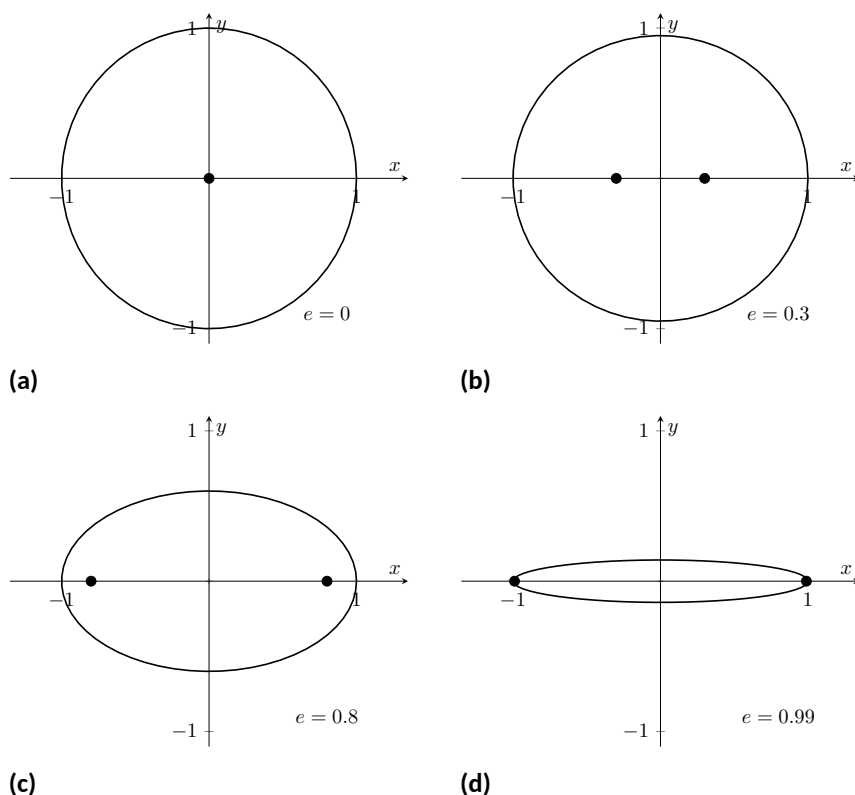 1
y
x
−1
1
−1
e = 0
(a)
1
y
x
−1
1
−1
e = 0.3
(b)
1
y
x
−1
1
−1
e = 0.8
(c)
1
y
x
−1
1
−1
e = 0.99
(d)